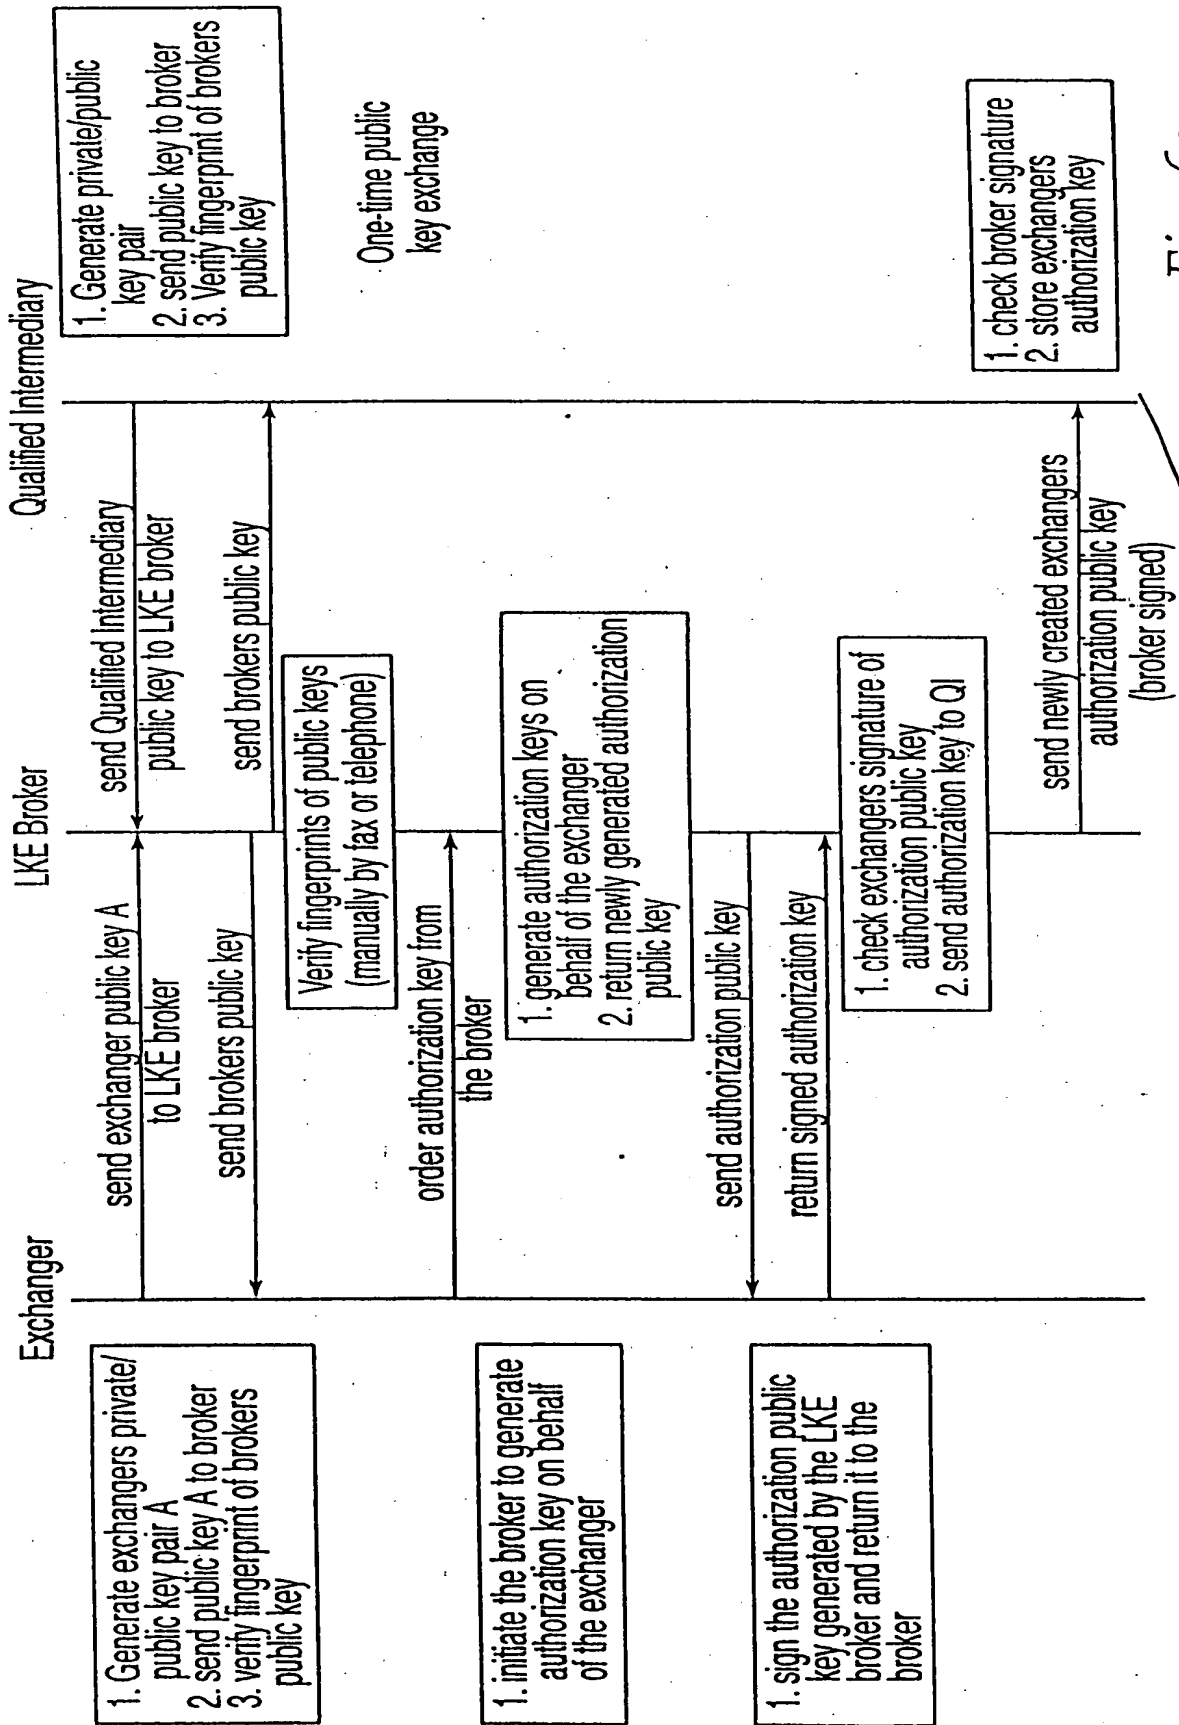 Exchanger
LKE Broker
Qualified Intermediary
1. Generate exchangers private/
public key pair A
2. send public key A to broker
3. verify fingerprint of brokers
public key
send exchanger public key A
to LKE broker
send Qualified Intermediary
public key to LKE broker
1. Generate private/public
key pair
2. send public key to broker
3. Verify fingerprint of brokers
public key
send brokers public key
send brokers public key
Verify fingerprints of public keys
(manually by fax or telephone)
One-time public
key exchange
1. initiate the broker to generate
authorization key on behalf
of the exchanger
order authorization key from
the broker
1. generate authorization keys on
behalf of the exchanger
2. return newly generated authorization
public key
1. sign the authorization public
key generated by the LKE
broker and return it to the
broker
send authorization public key
return signed authorization key
1. check exchangers signature of
authorization public key
2. send authorization key to QI
send newly created exchangers
authorization public key
(broker signed)
1. check broker signature
2. store exchangers
authorization key